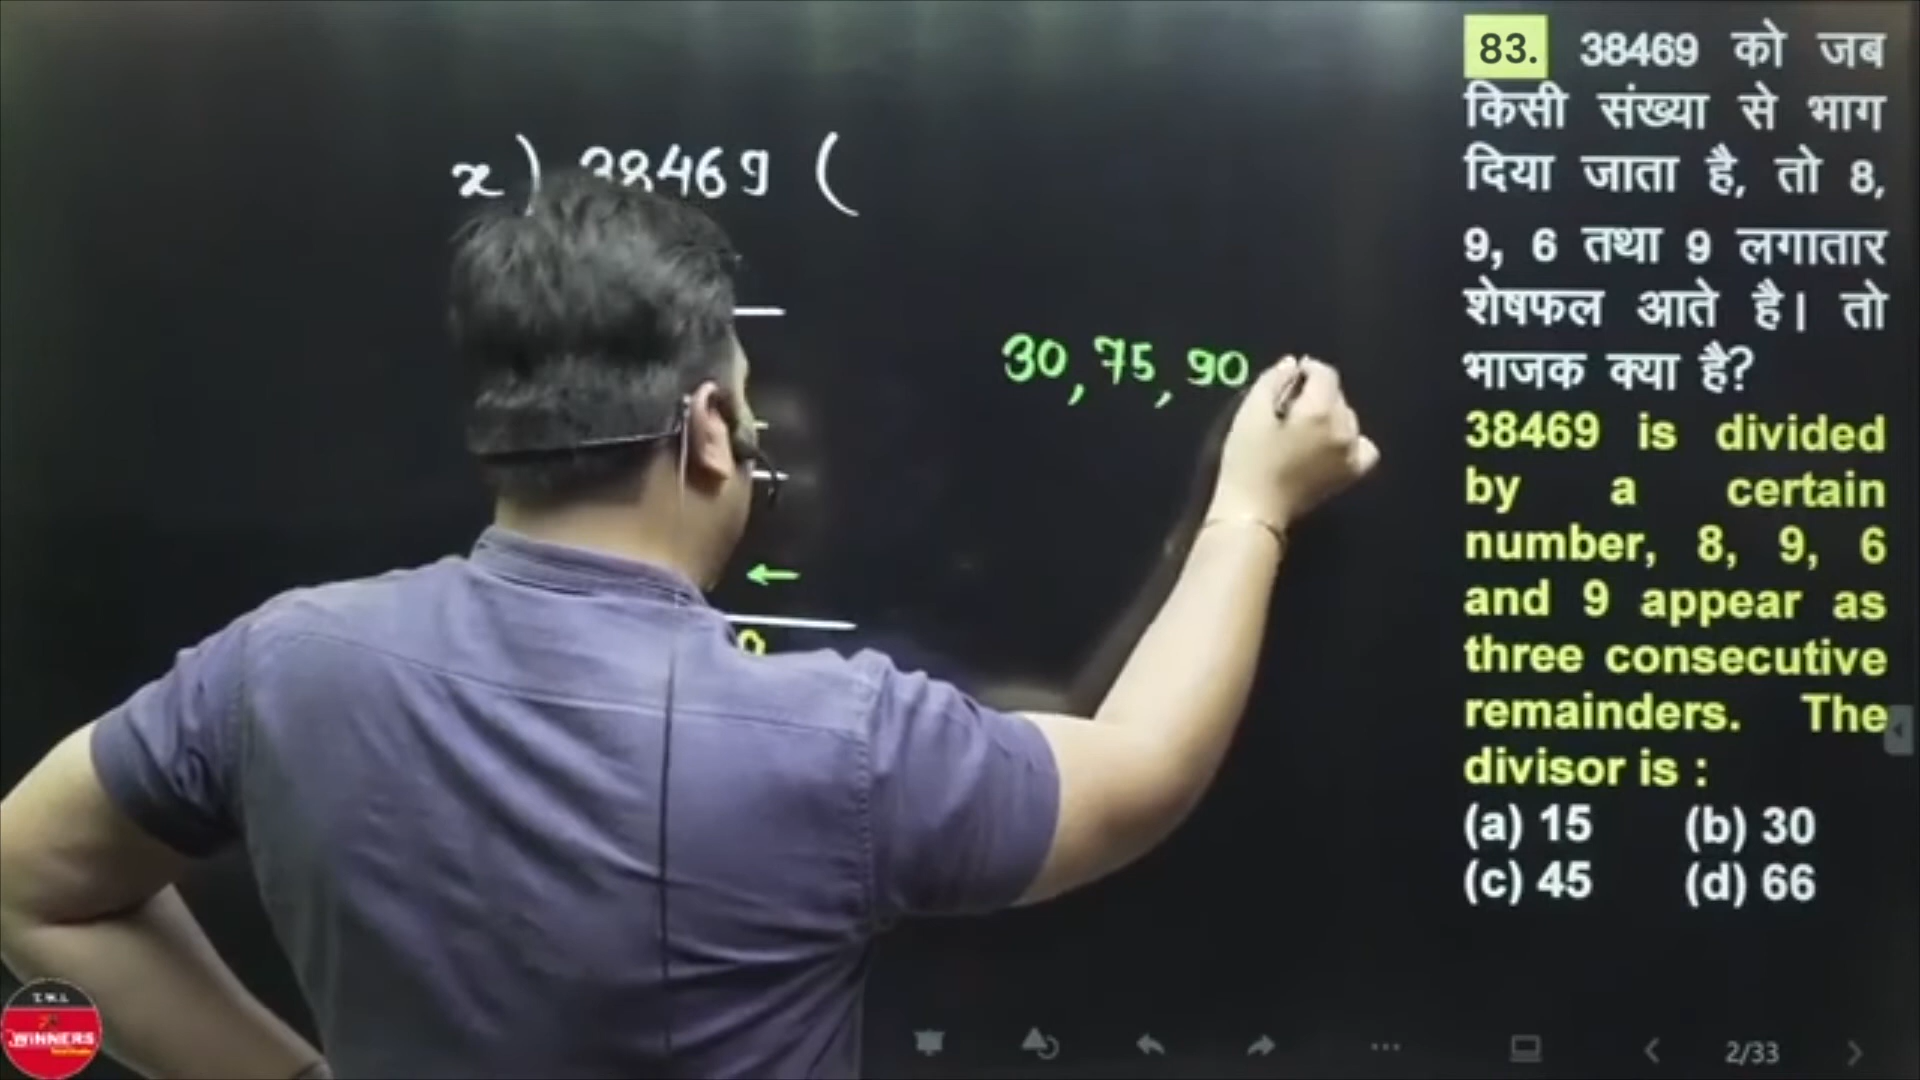 x) 38469 (
30, 75, 90
83. 38469 को जब
किसी संख्या से भाग
दिया जाता है, तो 8,
9, 6 तथा 9 लगातार
शेषफल आते है। तो
भाजक क्या है?
38469 is divided
by a certain
number, 8, 9, 6
and 9 appear as
three consecutive
remainders. The
divisor is :
(a) 15 (b) 30
(c) 45 (d) 66
WINNERS
2/33